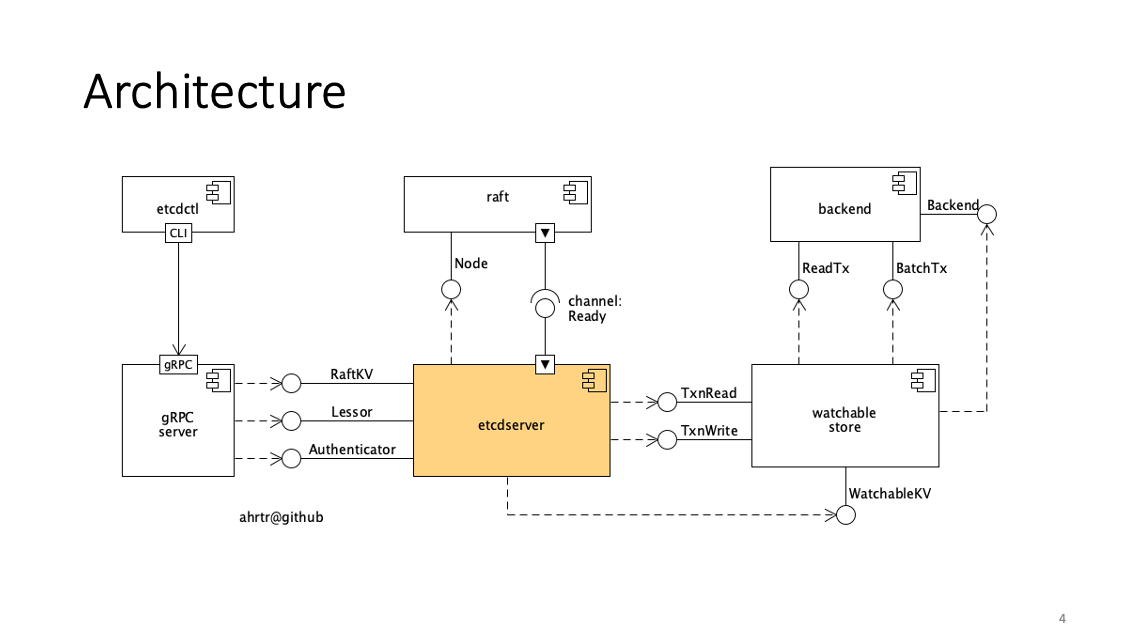 Architecture
etcdctl
CLI
raft
backend
Backend
Node
ReadTx
BatchTx
channel:
Ready
gRPC
gRPC
server
RaftKV
Lessor
Authenticator
etcdserver
TxnRead
TxnWrite
watchable
store
WatchableKV
ahrtr@github
4